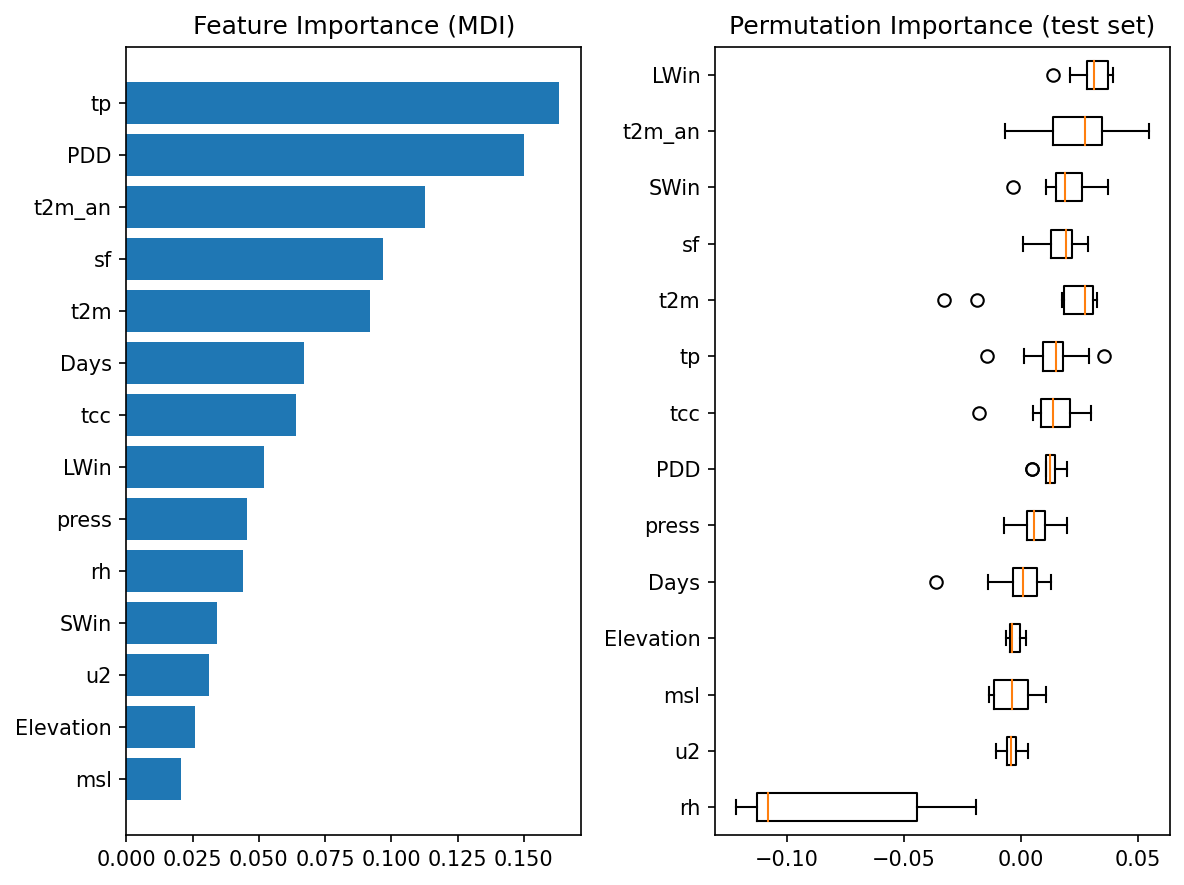 Feature Importance (MDI)
tp
PDD
t2m_an
sf
t2m
Days
tcc
LWin
press
rh
SWin
u2
Elevation
msl
0.000 0.025 0.050 0.075 0.100 0.125 0.150
Permutation Importance (test set)
LWin
t2m_an
SWin
sf
t2m
tp
tcc
PDD
press
Days
Elevation
msl
u2
rh
−0.10 −0.05 0.00 0.05